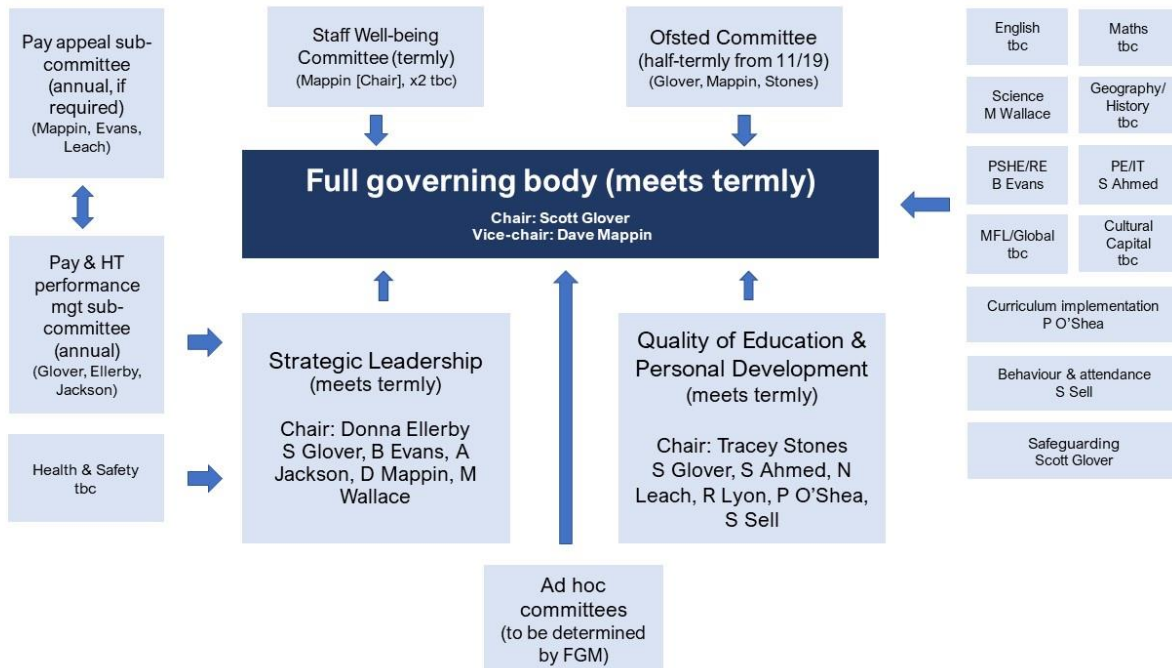 Pay appeal sub-
committee
(annual, if
required)
(Mappin, Evans,
Leach)
Staff Well-being
Committee (termly)
(Mappin [Chair], x2 tbc)
Ofsted Committee
(half-termly from 11/19)
(Glover, Mappin, Stones)
English
tbc
Maths
tbc
Science
M Wallace
Geography/
History
tbc
PSHE/RE
B Evans
PE/IT
S Ahmed
MFL/Global
tbc
Cultural
Capital
tbc
Curriculum implementation
P O’Shea
Behaviour & attendance
S Sell
Safeguarding
Scott Glover
Full governing body (meets termly)
Chair: Scott Glover
Vice-chair: Dave Mappin
Pay & HT
performance
mgt sub-
committee
(annual)
(Glover, Ellerby,
Jackson)
Health & Safety
tbc
Strategic Leadership
(meets termly)
Chair: Donna Ellerby
S Glover, B Evans, A
Jackson, D Mappin, M
Wallace
Quality of Education &
Personal Development
(meets termly)
Chair: Tracey Stones
S Glover, S Ahmed, N
Leach, R Lyon, P O’Shea,
S Sell
Ad hoc
committees
(to be determined
by FGM)